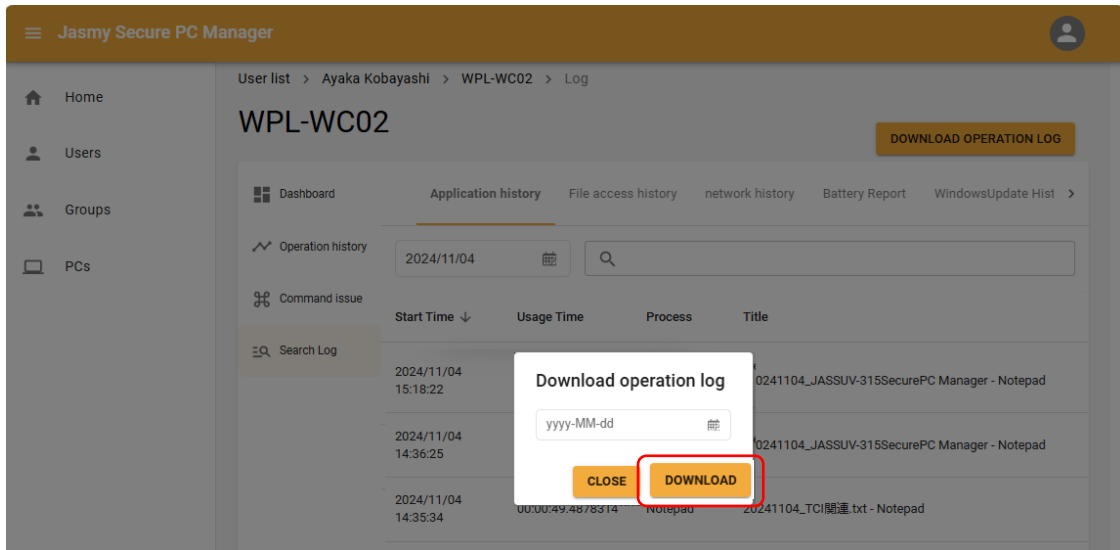 Jasmy Secure PC Manager
User list > Ayaka Kobayashi > WPL-WC02 > Log
Home
WPL-WC02
DOWNLOAD OPERATION LOG
Users
Groups
PCs
Dashboard
Operation history
Command issue
Search Log
Application history File access history network history Battery Report WindowsUpdate Hist >
2024/11/04
Start Time ↓ Usage Time Process Title
2024/11/04
15:18:22
0241104_JASSUV-315SecurePC Manager - Notepad
2024/11/04
14:36:25
0241104_JASSUV-315SecurePC Manager - Notepad
2024/11/04
14:35:34
00:00:49.4878314 Notepad 20241104_TCI関連.txt - Notepad
Download operation log
yyyy-MM-dd
CLOSE DOWNLOAD